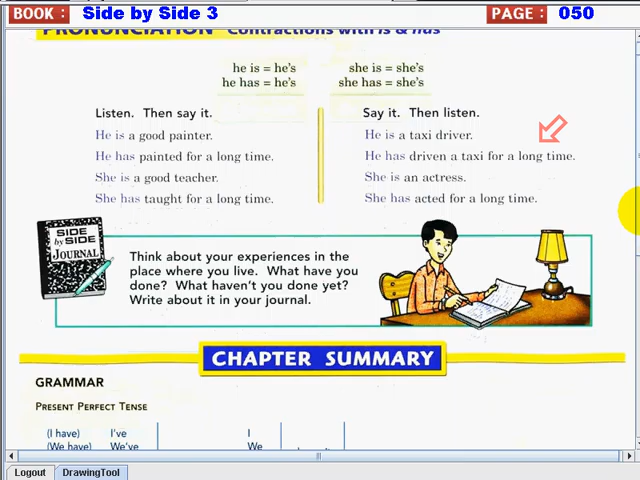 BOOK : Side by Side 3 PAGE : 050
PRONUNCIATION Contractions with is & has
he is = he's
he has = he's
she is = she's
she has = she's
Listen. Then say it.
He is a good painter.
He has painted for a long time.
She is a good teacher.
She has taught for a long time.
Say it. Then listen.
He is a taxi driver.
He has driven a taxi for a long time.
She is an actress.
She has acted for a long time.
SIDE
by
SIDE
JOURNAL
Think about your experiences in the
place where you live. What have you
done? What haven't you done yet?
Write about it in your journal.
CHAPTER SUMMARY
GRAMMAR
PRESENT PERFECT TENSE
(I have) I've I
(We have) We've We
Logout DrawingTool